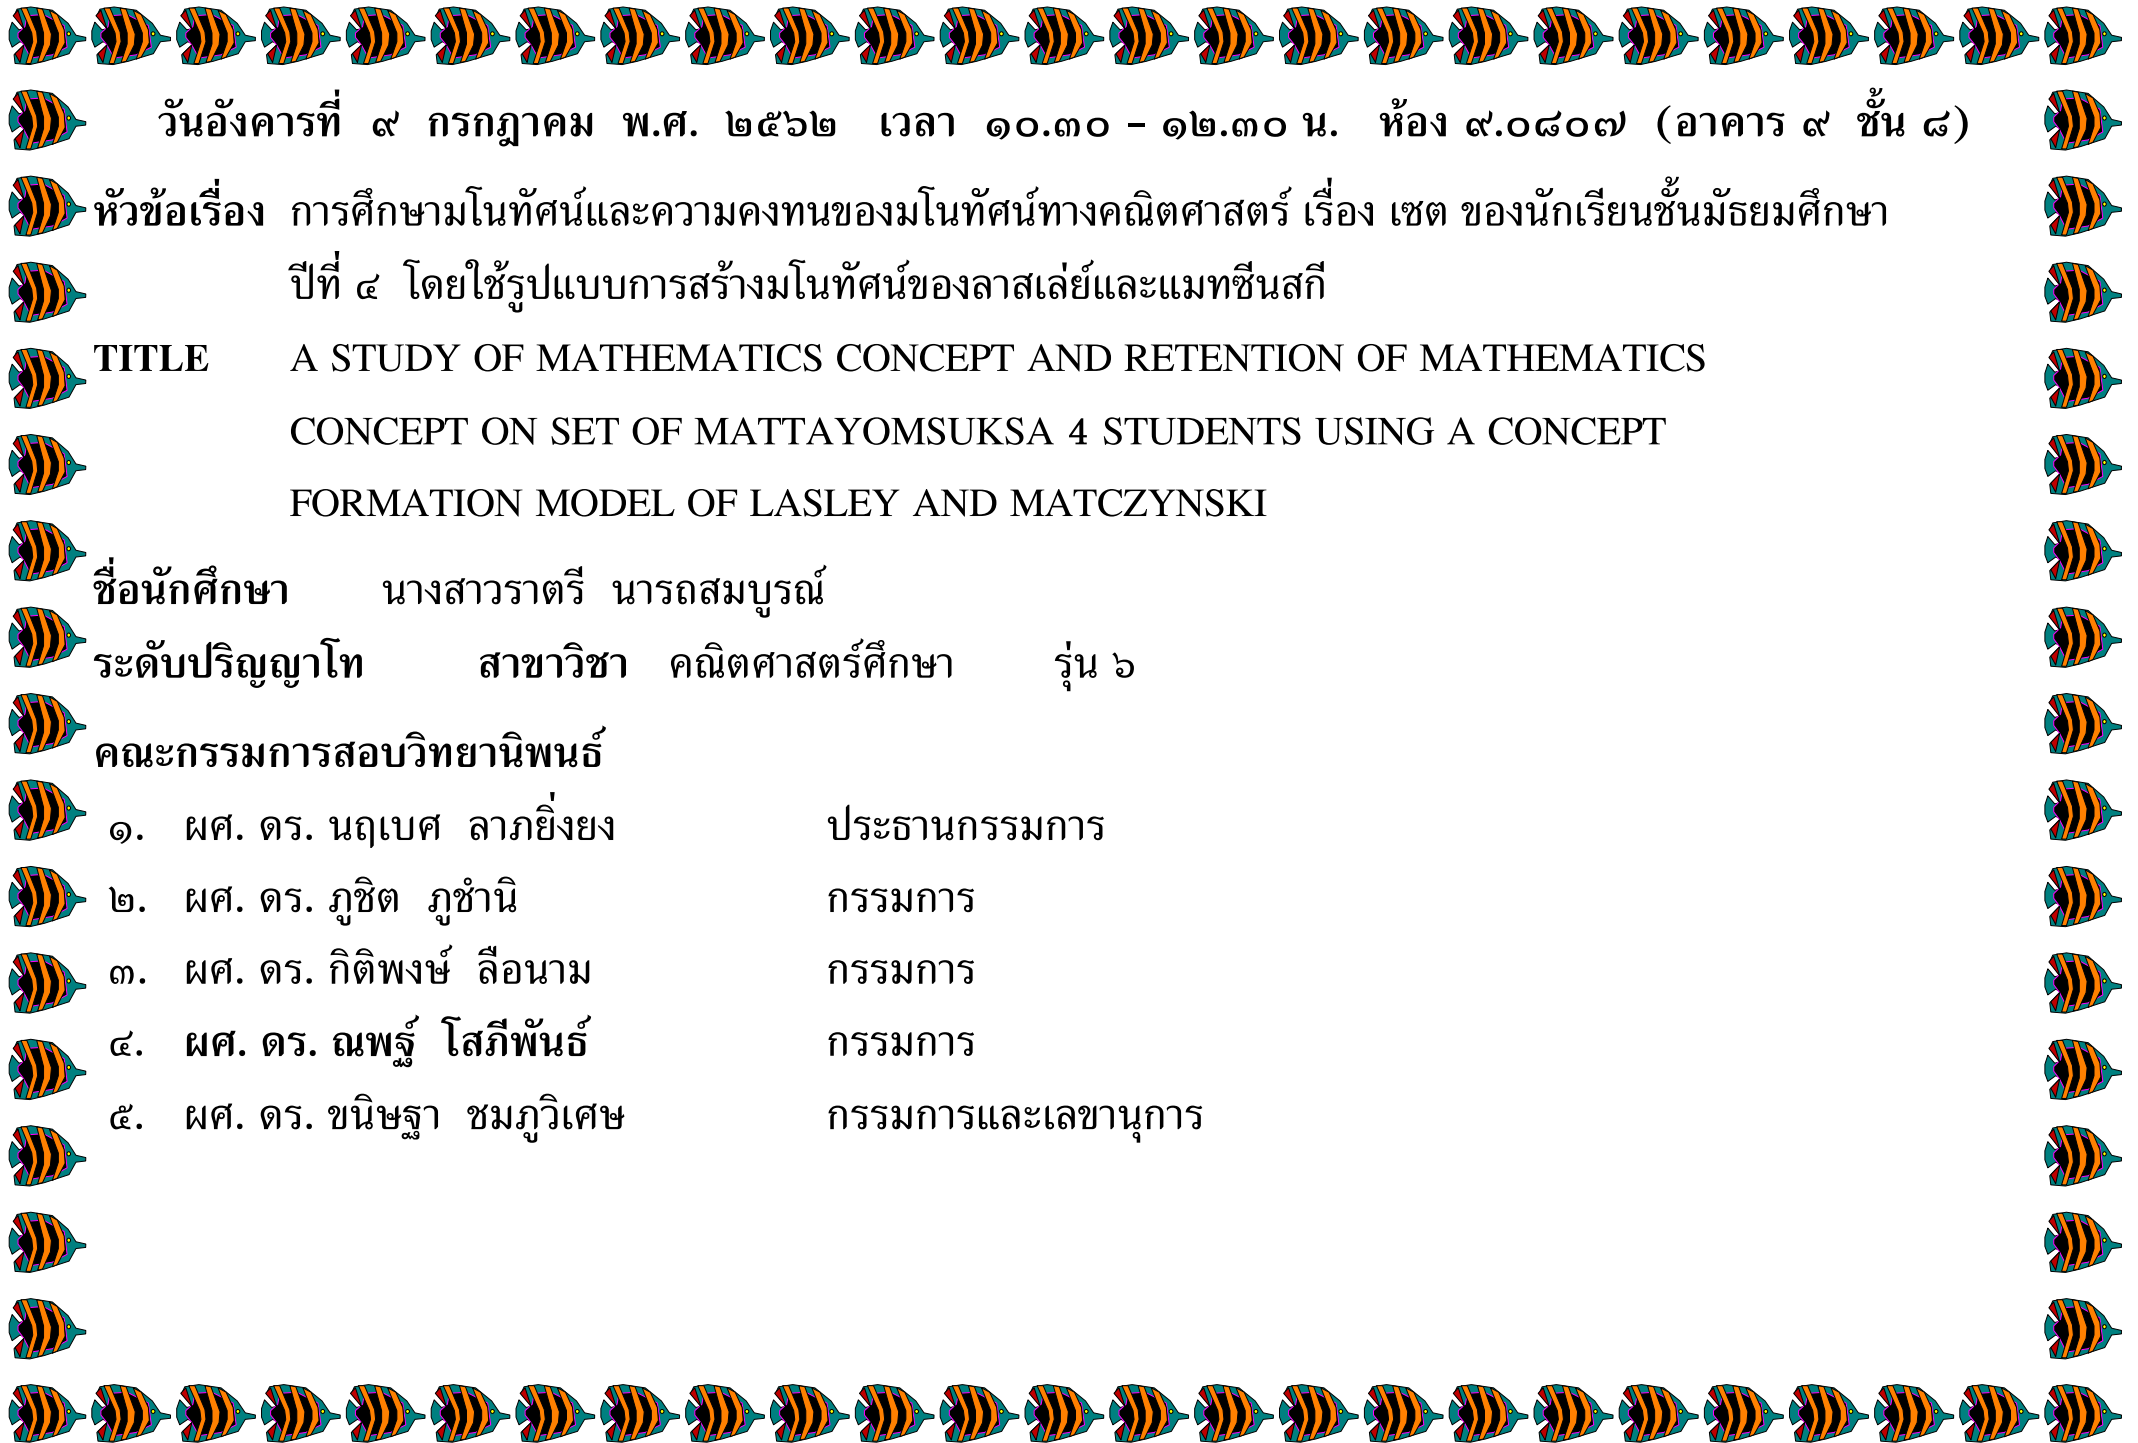 วันอังคารที่ ๙ กรกฎาคม พ.ศ. ๒๕๖๒ เวลา ๑๐.๓๐ – ๑๒.๓๐ น. ห้อง ๙.๐๘๐๗ (อาคาร ๙ ชั้น ๘)
หัวข้อเรื่อง การศึกษามโนทัศน์และความคงทนของมโนทัศน์ทางคณิตศาสตร์ เรื่อง เซต ของนักเรียนชั้นมัธยมศึกษา
ปีที่ ๔ โดยใช้รูปแบบการสร้างมโนทัศน์ของลาสเล่ย์และแมทซีนสกี
TITLE A STUDY OF MATHEMATICS CONCEPT AND RETENTION OF MATHEMATICS
CONCEPT ON SET OF MATTAYOMSUKSA 4 STUDENTS USING A CONCEPT
FORMATION MODEL OF LASLEY AND MATCZYNSKI
ชื่อนักศึกษา นางสาวราตรี นารถสมบูรณ์
ระดับปริญญาโท สาขาวิชา คณิตศาสตร์ศึกษา รุ่น ๖
คณะกรรมการสอบวิทยานิพนธ์
๑. ผศ. ดร. นฤเบศ ลาภยิ่งยง ประธานกรรมการ
๒. ผศ. ดร. ภูชิต ภูชำนิ กรรมการ
๓. ผศ. ดร. กิติพงษ์ ลือนาม กรรมการ
๔. ผศ. ดร. ณพฐ์ โสภีพันธ์ กรรมการ
๕. ผศ. ดร. ขนิษฐา ชมภูวิเศษ กรรมการและเลขานุการ